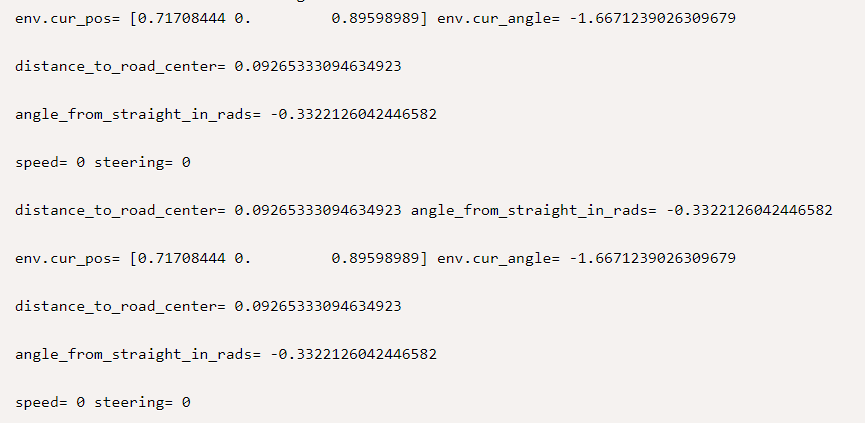 env.cur_pos= [0.71708444 0.         0.89598989] env.cur_angle= -1.6671239026309679
distance_to_road_center= 0.09265333094634923
angle_from_straight_in_rads= -0.3322126042446582
speed= 0 steering= 0
distance_to_road_center= 0.09265333094634923 angle_from_straight_in_rads= -0.3322126042446582
env.cur_pos= [0.71708444 0.         0.89598989] env.cur_angle= -1.6671239026309679
distance_to_road_center= 0.09265333094634923
angle_from_straight_in_rads= -0.3322126042446582
speed= 0 steering= 0